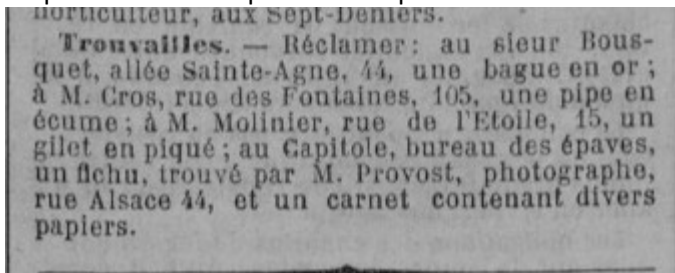 horticulteur, aux Sept-Deniers.
Trouvailles. — Réclamer: au sieur Bous-
quet, allée Sainte-Agne, 44, une bague en or;
à M. Cros, rue des Fontaines, 105, une pipe en
écume; à M. Molinier, rue de l'Etoile, 15, un
gilet en piqué; au Capitole, bureau des épaves,
un fichu, trouvé par M. Provost, photographe,
rue Alsace 44, et un carnet contenant divers
papiers.